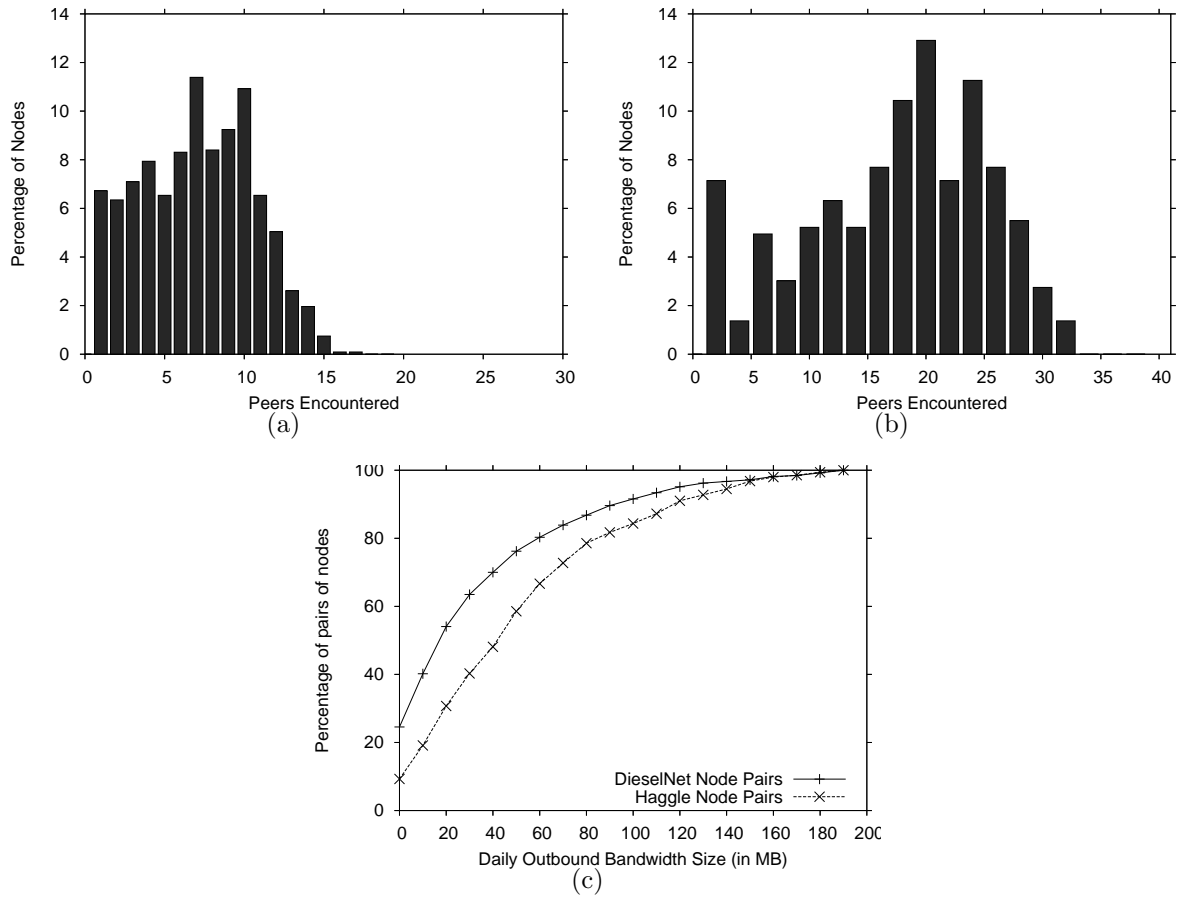 14
12
10
8
6
4
2
0
Percentage of Nodes
0 5 10 15 20 25 30
Peers Encountered
(a)
14
12
10
8
6
4
2
0
Percentage of Nodes
0 5 10 15 20 25 30 35 40
Peers Encountered
(b)
100
80
60
40
20
0
Percentage of pairs of nodes
DieselNet Node Pairs
Haggle Node Pairs
0 20 40 60 80 100 120 140 160 180 200
Daily Outbound Bandwidth Size (in MB)
(c)